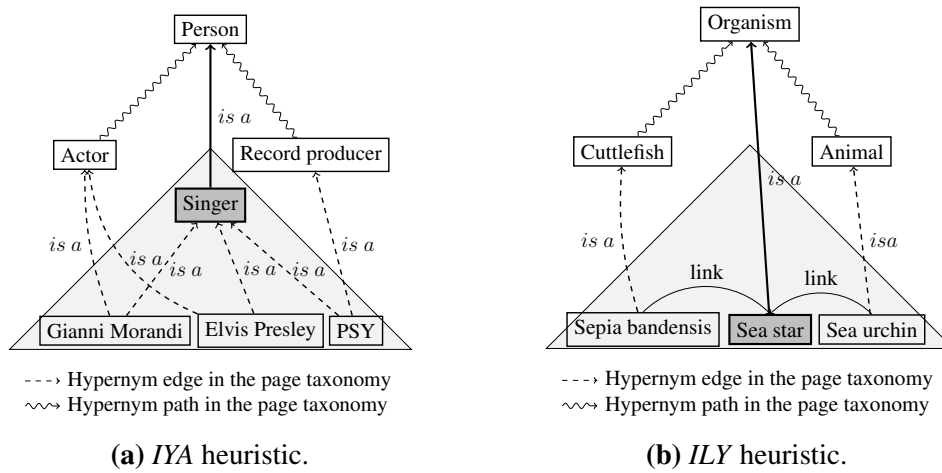 Person
is a
Actor
Record producer
Singer
is a
is a
is a
is a
is a
is a
Gianni Morandi
Elvis Presley
PSY
Hypernym edge in the page taxonomy
Hypernym path in the page taxonomy
(a) IYA heuristic.
Organism
Cuttlefish
Animal
is a
is a
isa
link
link
Sepia bandensis
Sea star
Sea urchin
Hypernym edge in the page taxonomy
Hypernym path in the page taxonomy
(b) ILY heuristic.